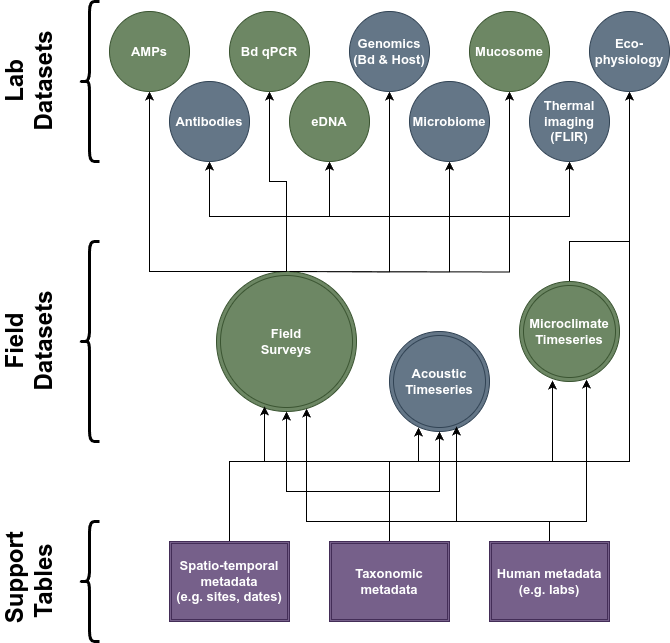 Lab
Datasets
AMPs
Bd qPCR
Genomics
(Bd & Host)
Mucosome
Eco-
physiology
Antibodies
eDNA
Microbiome
Thermal
imaging
(FLIR)
Field
Datasets
Field
Surveys
Acoustic
Timeseries
Microclimate
Timeseries
Support
Tables
Spatio-temporal
metadata
(e.g. sites, dates)
Taxonomic
metadata
Human metadata
(e.g. labs)